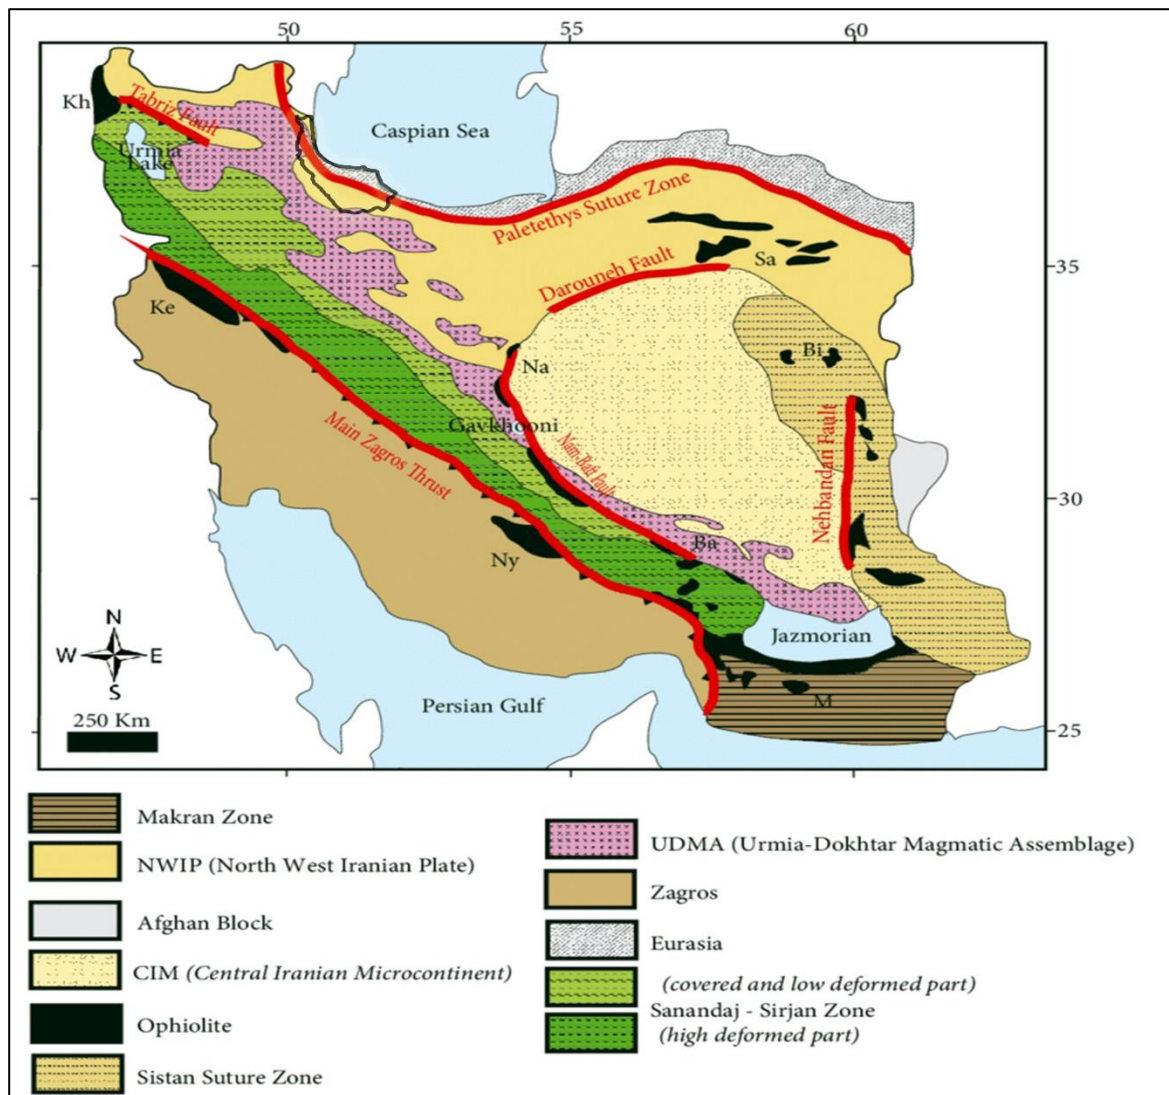 50
55
60
Kh
Tabriz Fault
Urmia
Lake
Caspian Sea
Paletethys Suture Zone
Sa
35
Darouneh Fault
Ke
Bi
Na
Gavkhooni
Main Zagros Thrust
Nain-Baft Fault
Nehbandan Fault
30
Ny
Ba
Jazmorian
N
W
E
S
250 Km
Persian Gulf
M
25
Makran Zone
NWIP (North West Iranian Plate)
Afghan Block
CIM (Central Iranian Microcontinent)
Ophiolite
Sistan Suture Zone
UDMA (Urmia-Dokhtar Magmatic Assemblage)
Zagros
Eurasia
(covered and low deformed part)
Sanandaj - Sirjan Zone
(high deformed part)